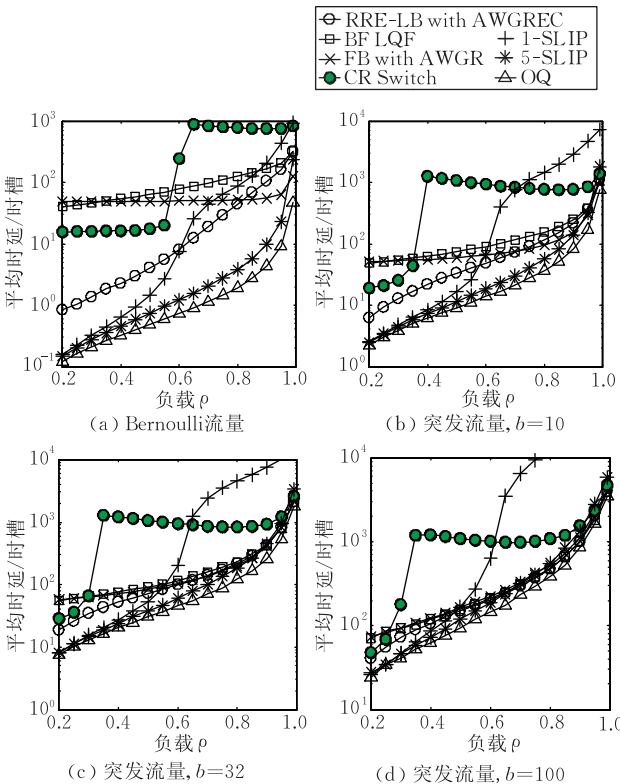 RRE-LB with AWGREC
BF LQF 1-SLIP
FB with AWGR 5-SLIP
CR Switch OQ
平均时延/时槽
10³
10²
10¹
10⁰
10⁻¹
0.2 0.4 0.6 0.8 1.0
负载ρ
(a) Bernoulli流量
平均时延/时槽
10⁴
10³
10²
10¹
10⁰
0.2 0.4 0.6 0.8 1.0
负载ρ
(b) 突发流量, b=10
平均时延/时槽
10⁴
10³
10²
10¹
10⁰
0.2 0.4 0.6 0.8 1.0
负载ρ
(c) 突发流量, b=32
平均时延/时槽
10⁴
10³
10²
10¹
0.2 0.4 0.6 0.8 1.0
负载ρ
(d) 突发流量, b=100